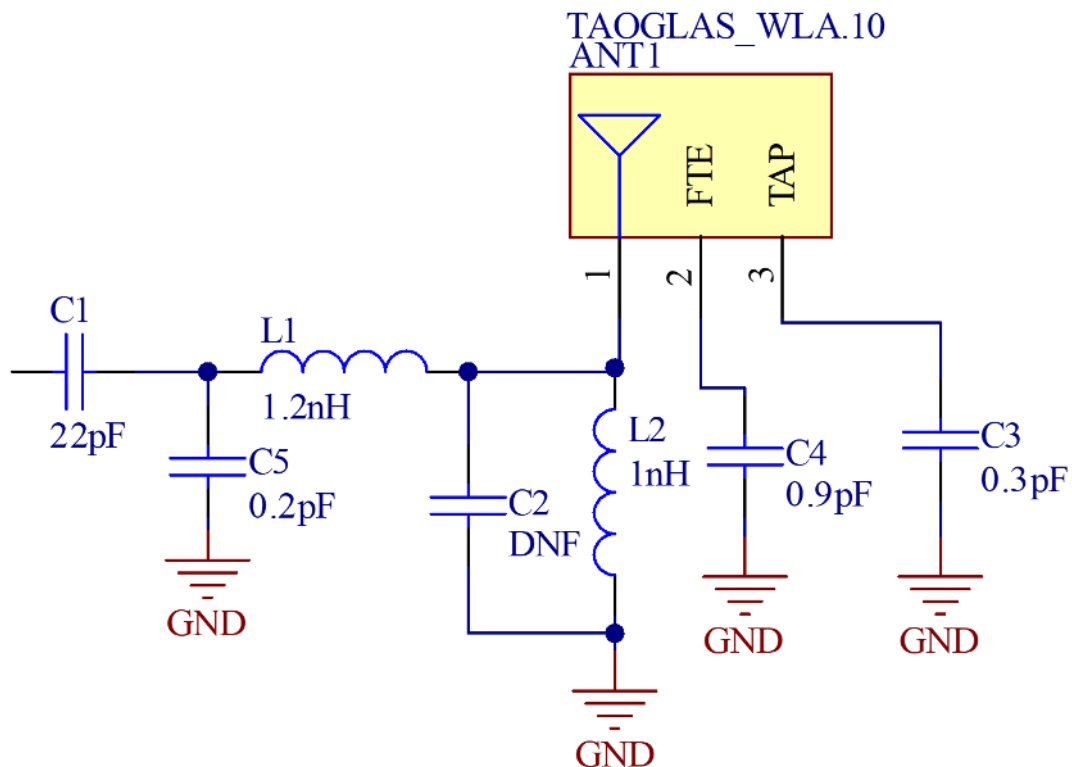 TAOGLAS_WLA.10
ANT1
FTE
TAP
1
2
3
C1
22pF
L1
1.2nH
C5
0.2pF
GND
C2
DNF
L2
1nH
GND
C4
0.9pF
GND
C3
0.3pF
GND